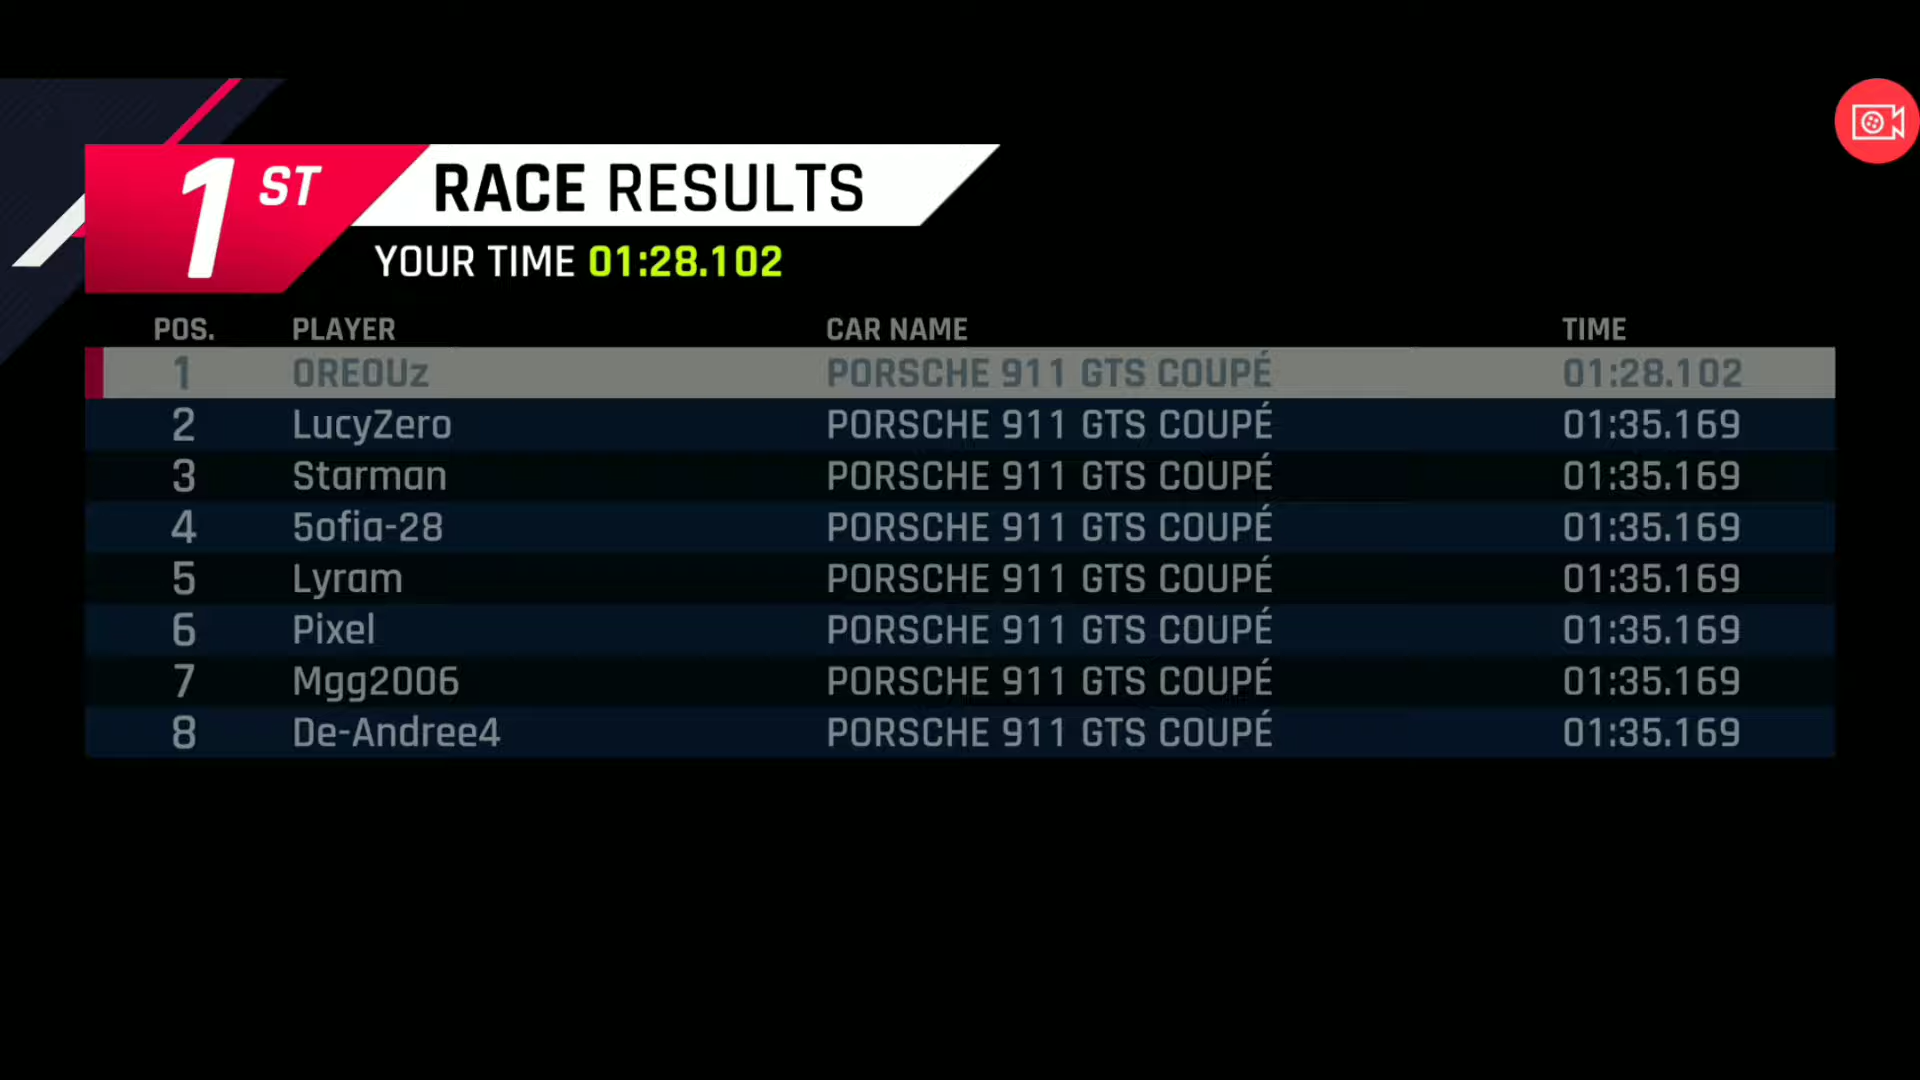 1 ST RACE RESULTS
YOUR TIME 01:28.102
POS. PLAYER CAR NAME TIME
1 OREOUz PORSCHE 911 GTS COUPÉ 01:28.102
2 LucyZero PORSCHE 911 GTS COUPÉ 01:35.169
3 Starman PORSCHE 911 GTS COUPÉ 01:35.169
4 5ofia-28 PORSCHE 911 GTS COUPÉ 01:35.169
5 Lyram PORSCHE 911 GTS COUPÉ 01:35.169
6 Pixel PORSCHE 911 GTS COUPÉ 01:35.169
7 Mgg2006 PORSCHE 911 GTS COUPÉ 01:35.169
8 De-Andree4 PORSCHE 911 GTS COUPÉ 01:35.169